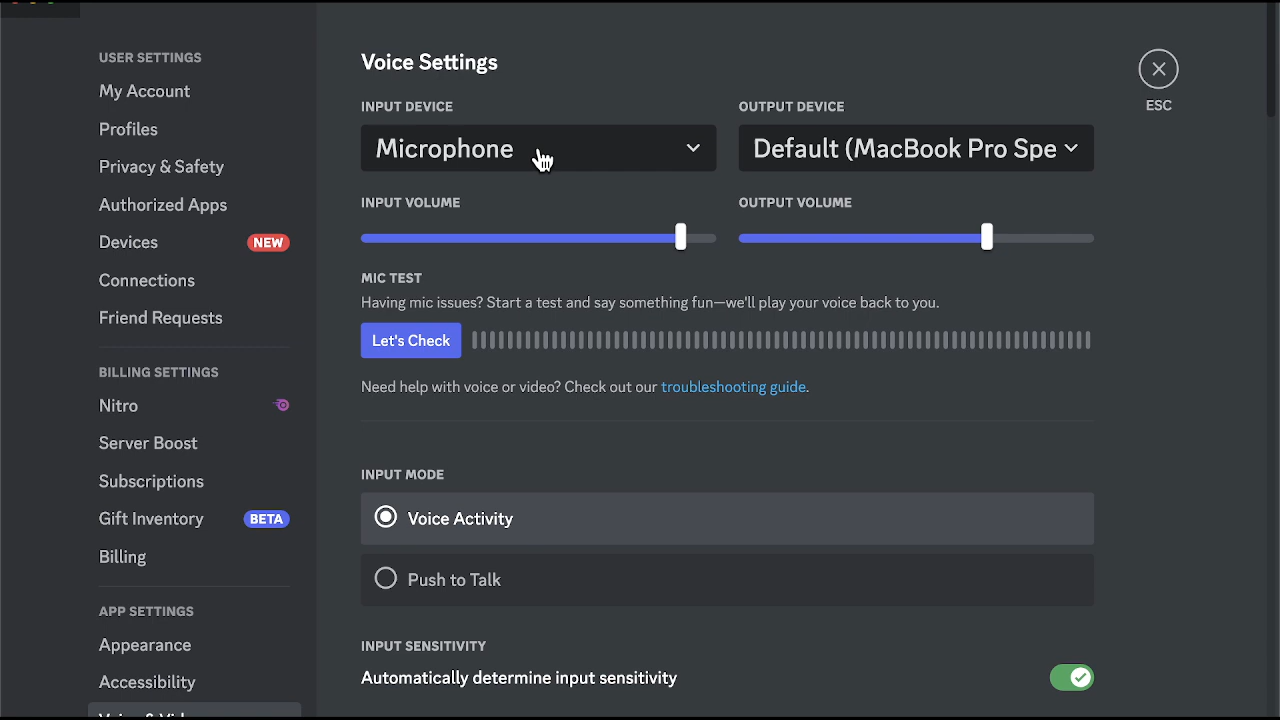 USER SETTINGS
My Account
Profiles
Privacy & Safety
Authorized Apps
Devices NEW
Connections
Friend Requests
BILLING SETTINGS
Nitro
Server Boost
Subscriptions
Gift Inventory BETA
Billing
APP SETTINGS
Appearance
Accessibility
Voice Settings
ESC
INPUT DEVICE
Microphone
OUTPUT DEVICE
Default (MacBook Pro Spe
INPUT VOLUME
OUTPUT VOLUME
MIC TEST
Having mic issues? Start a test and say something fun—we'll play your voice back to you.
Let's Check
Need help with voice or video? Check out our troubleshooting guide.
INPUT MODE
Voice Activity
Push to Talk
INPUT SENSITIVITY
Automatically determine input sensitivity